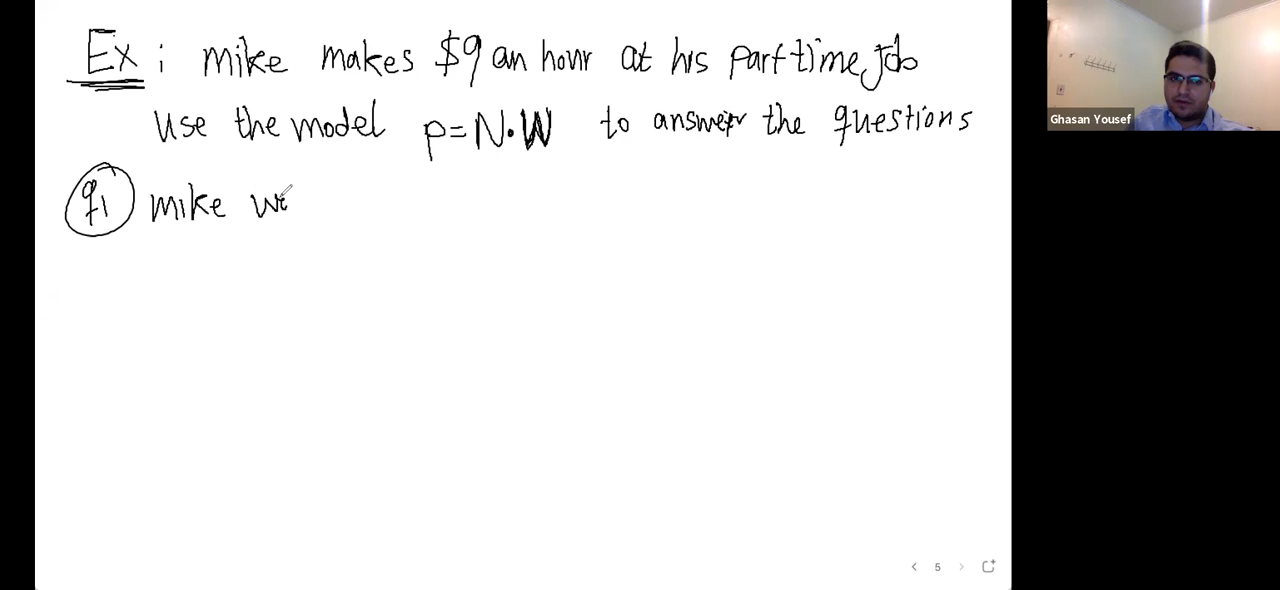 Ex: mike makes $9 an hour at his part time job
Ghasan Yousef
use the model p=N·W to answer the questions
q1 mike
5